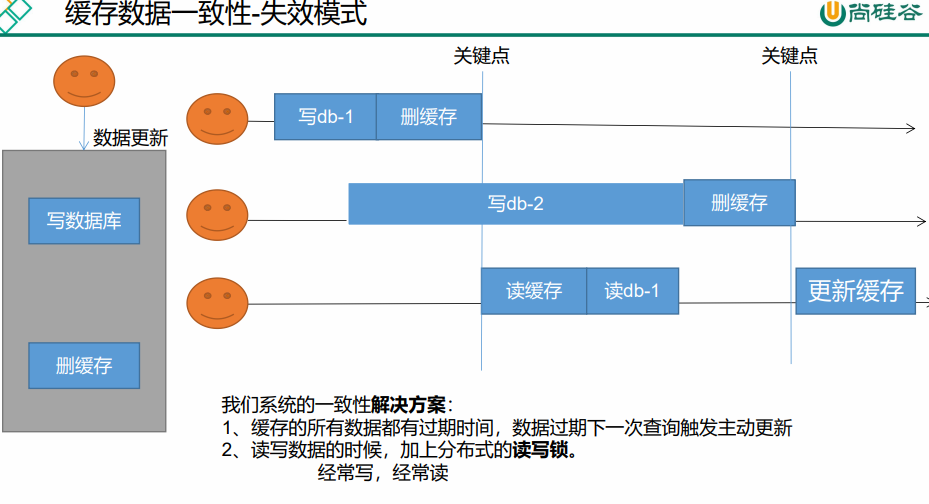 缓存数据一致性-失效模式
尚硅谷
关键点
关键点
数据更新
写db-1
删缓存
写数据库
写db-2
删缓存
读缓存
读db-1
更新缓存
删缓存
我们系统的一致性解决方案：
1、缓存的所有数据都有过期时间，数据过期下一次查询触发主动更新
2、读写数据的时候，加上分布式的读写锁。
经常写，经常读